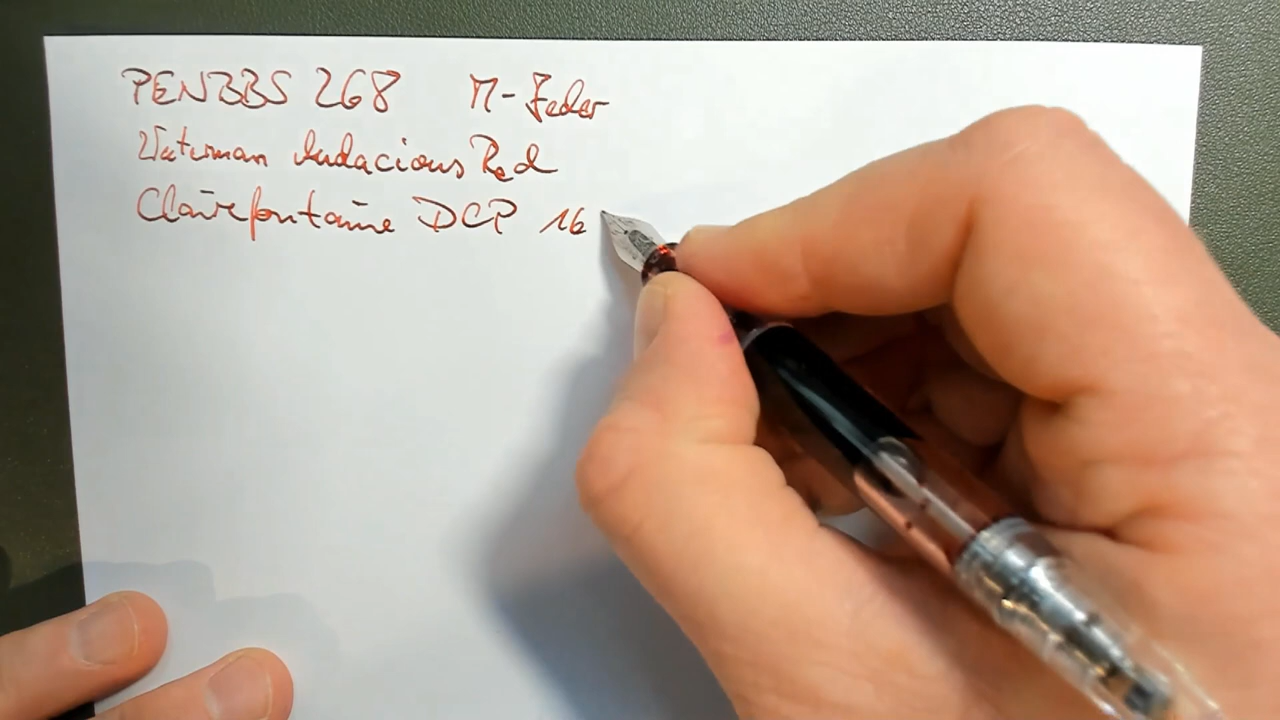 PENBBS 268 M-Feder
Waterman Audacious Red
Clairefontaine DCP 16